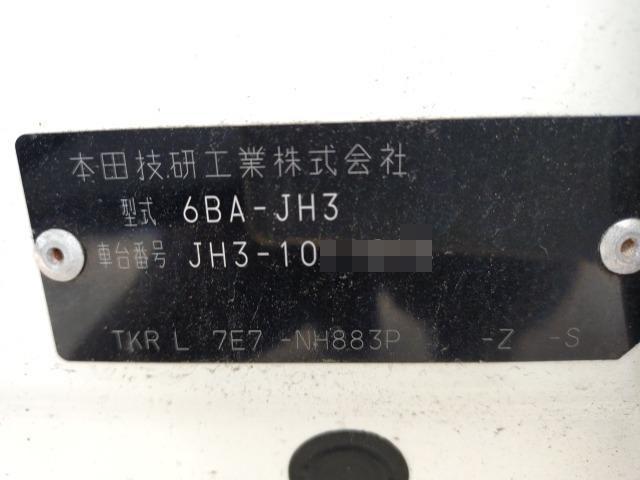 本田技研工業株式会社
型式 6BA-JH3
車台番号 JH3-10
TKR L 7E7 -NH883P -Z -S